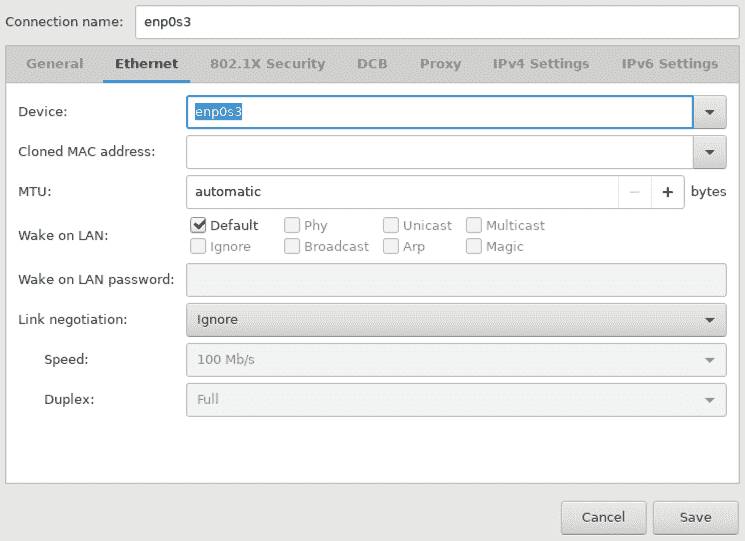 Connection name: enp0s3
General Ethernet 802.1X Security DCB Proxy IPv4 Settings IPv6 Settings
Device: enp0s3
Cloned MAC address:
MTU: automatic − + bytes
Wake on LAN: Default Phy Unicast Multicast
Ignore Broadcast Arp Magic
Wake on LAN password:
Link negotiation: Ignore
Speed: 100 Mb/s
Duplex: Full
Cancel Save